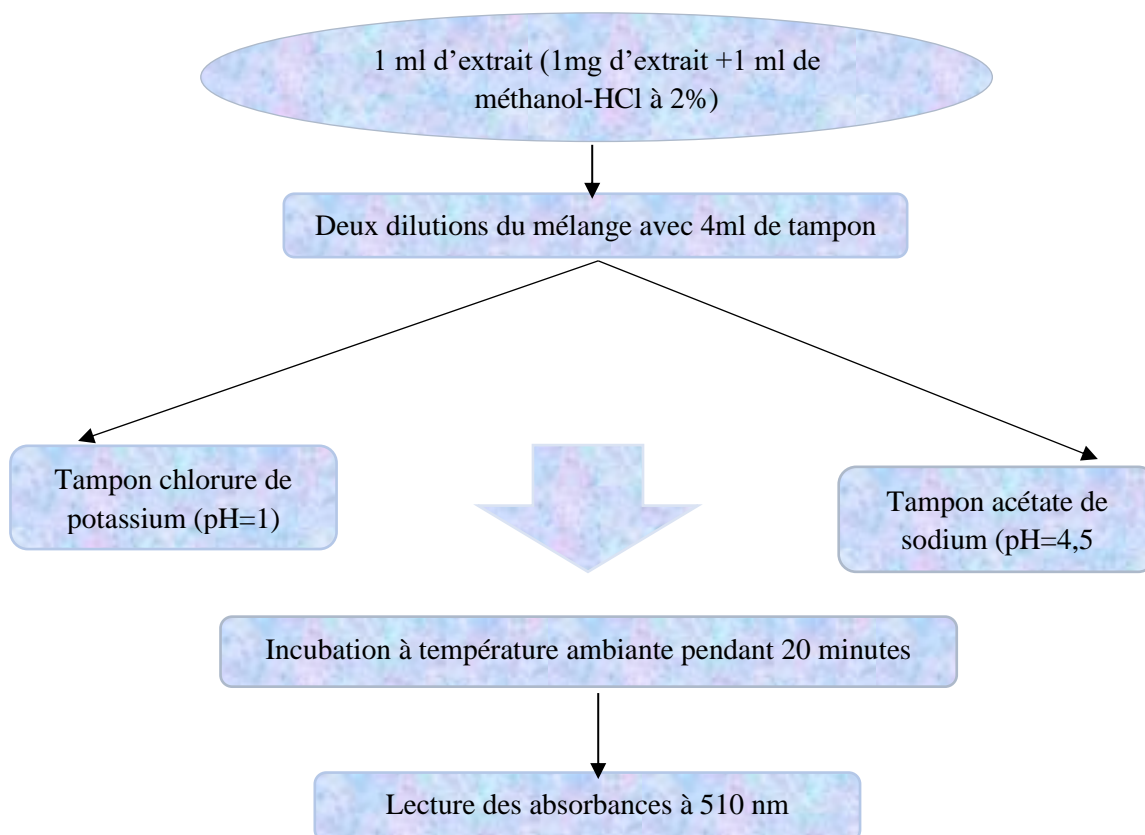 1 ml d’extrait (1mg d’extrait +1 ml de
méthanol-HCl à 2%)
Deux dilutions du mélange avec 4ml de tampon
Tampon chlorure de
potassium (pH=1)
Tampon acétate de
sodium (pH=4,5
Incubation à température ambiante pendant 20 minutes
Lecture des absorbances à 510 nm